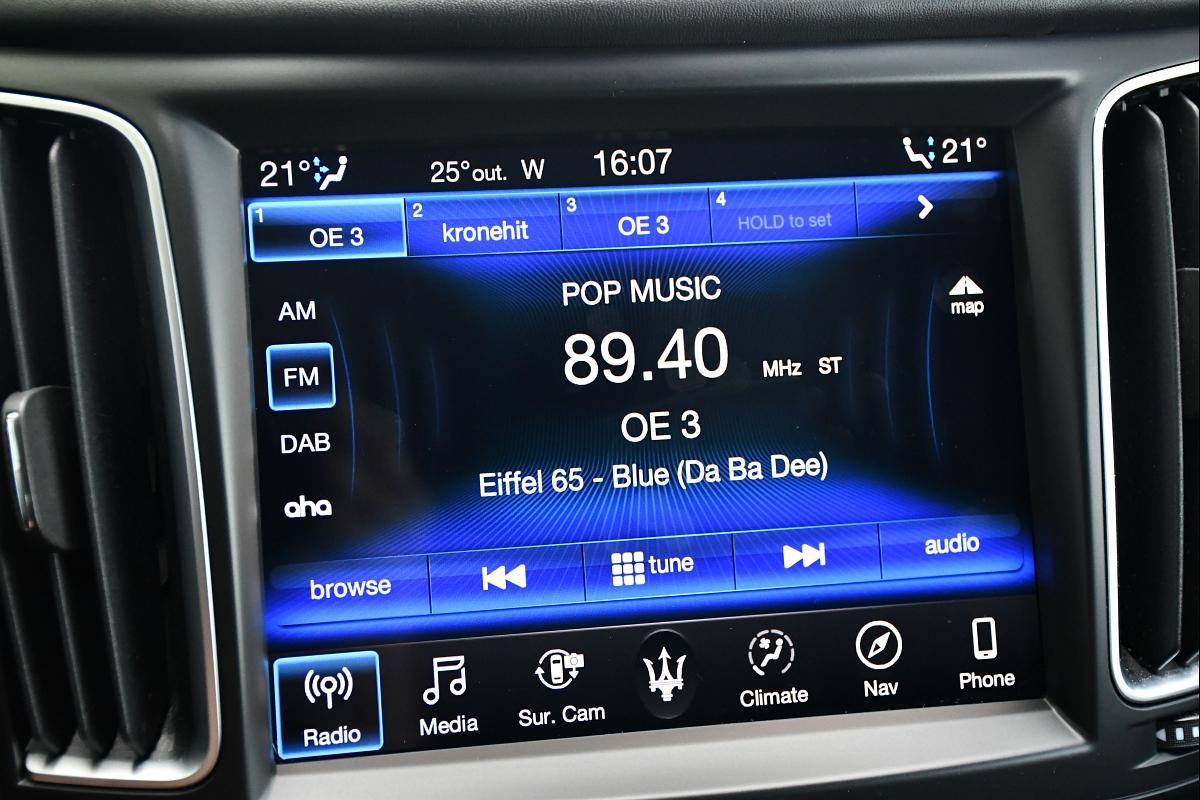 21° 25° out. W 16:07 21°
1 OE 3 2 kronehit 3 OE 3 4 HOLD to set
POP MUSIC
map
AM
89.40 MHz ST
FM
OE 3
DAB
Eiffel 65 - Blue (Da Ba Dee)
aha
browse tune audio
Radio Media Sur. Cam Climate Nav Phone